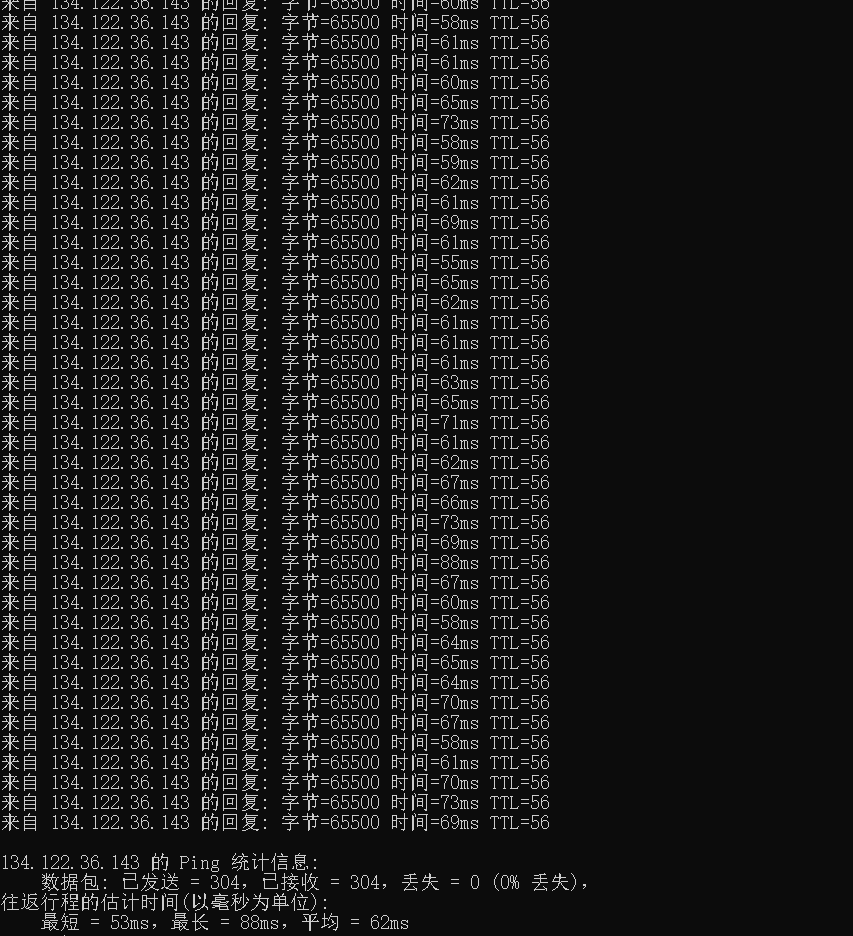 来自 134.122.36.143 的回复: 字节=65500 时间=60ms TTL=56
来自 134.122.36.143 的回复: 字节=65500 时间=58ms TTL=56
来自 134.122.36.143 的回复: 字节=65500 时间=61ms TTL=56
来自 134.122.36.143 的回复: 字节=65500 时间=61ms TTL=56
来自 134.122.36.143 的回复: 字节=65500 时间=60ms TTL=56
来自 134.122.36.143 的回复: 字节=65500 时间=65ms TTL=56
来自 134.122.36.143 的回复: 字节=65500 时间=73ms TTL=56
来自 134.122.36.143 的回复: 字节=65500 时间=58ms TTL=56
来自 134.122.36.143 的回复: 字节=65500 时间=59ms TTL=56
来自 134.122.36.143 的回复: 字节=65500 时间=62ms TTL=56
来自 134.122.36.143 的回复: 字节=65500 时间=61ms TTL=56
来自 134.122.36.143 的回复: 字节=65500 时间=69ms TTL=56
来自 134.122.36.143 的回复: 字节=65500 时间=61ms TTL=56
来自 134.122.36.143 的回复: 字节=65500 时间=55ms TTL=56
来自 134.122.36.143 的回复: 字节=65500 时间=65ms TTL=56
来自 134.122.36.143 的回复: 字节=65500 时间=62ms TTL=56
来自 134.122.36.143 的回复: 字节=65500 时间=61ms TTL=56
来自 134.122.36.143 的回复: 字节=65500 时间=61ms TTL=56
来自 134.122.36.143 的回复: 字节=65500 时间=61ms TTL=56
来自 134.122.36.143 的回复: 字节=65500 时间=63ms TTL=56
来自 134.122.36.143 的回复: 字节=65500 时间=65ms TTL=56
来自 134.122.36.143 的回复: 字节=65500 时间=71ms TTL=56
来自 134.122.36.143 的回复: 字节=65500 时间=61ms TTL=56
来自 134.122.36.143 的回复: 字节=65500 时间=62ms TTL=56
来自 134.122.36.143 的回复: 字节=65500 时间=67ms TTL=56
来自 134.122.36.143 的回复: 字节=65500 时间=66ms TTL=56
来自 134.122.36.143 的回复: 字节=65500 时间=73ms TTL=56
来自 134.122.36.143 的回复: 字节=65500 时间=69ms TTL=56
来自 134.122.36.143 的回复: 字节=65500 时间=88ms TTL=56
来自 134.122.36.143 的回复: 字节=65500 时间=67ms TTL=56
来自 134.122.36.143 的回复: 字节=65500 时间=60ms TTL=56
来自 134.122.36.143 的回复: 字节=65500 时间=58ms TTL=56
来自 134.122.36.143 的回复: 字节=65500 时间=64ms TTL=56
来自 134.122.36.143 的回复: 字节=65500 时间=65ms TTL=56
来自 134.122.36.143 的回复: 字节=65500 时间=64ms TTL=56
来自 134.122.36.143 的回复: 字节=65500 时间=70ms TTL=56
来自 134.122.36.143 的回复: 字节=65500 时间=67ms TTL=56
来自 134.122.36.143 的回复: 字节=65500 时间=58ms TTL=56
来自 134.122.36.143 的回复: 字节=65500 时间=61ms TTL=56
来自 134.122.36.143 的回复: 字节=65500 时间=70ms TTL=56
来自 134.122.36.143 的回复: 字节=65500 时间=73ms TTL=56
来自 134.122.36.143 的回复: 字节=65500 时间=69ms TTL=56
134.122.36.143 的 Ping 统计信息:
数据包: 已发送 = 304，已接收 = 304，丢失 = 0 (0% 丢失)，
往返行程的估计时间(以毫秒为单位):
最短 = 53ms，最长 = 88ms，平均 = 62ms